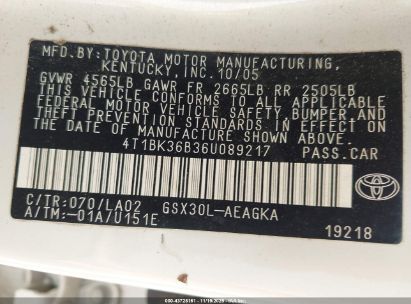 MFD.BY: TOYOTA MOTOR MANUFACTURING,
KENTUCKY, INC. 10/05
GVWR 4565LB GAWR FR 2665LB RR 2505LB
THIS VEHICLE CONFORMS TO ALL APPLICABLE
FEDERAL MOTOR VEHICLE SAFETY, BUMPER, AND
THEFT PREVENTION STANDARDS IN EFFECT ON
THE DATE OF MANUFACTURE SHOWN ABOVE.
4T1BK36B36U089217 PASS.CAR
TOYOTA
C/TR:070/LA02 GSX30L-AEAGKA
A/TM:-01A/U151E
19218